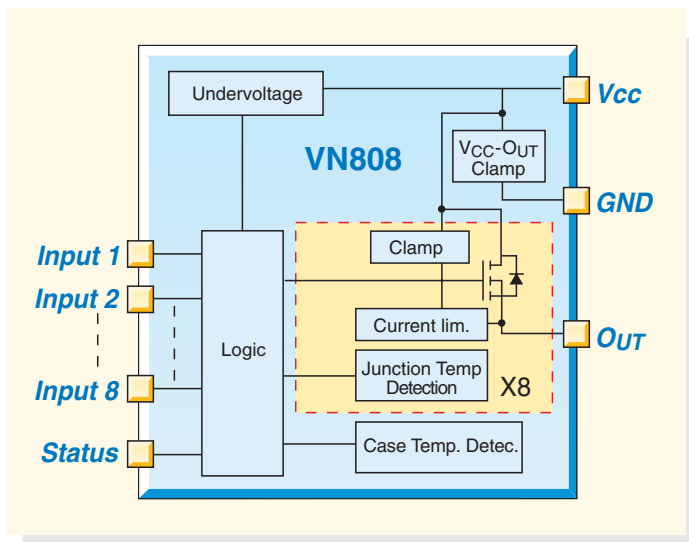 Undervoltage
Vcc
VN808
VCC-OUT
Clamp
GND
Input 1
Clamp
Input 2
Current lim.
OUT
Logic
Junction Temp
Detection
X8
Input 8
Status
Case Temp. Detec.